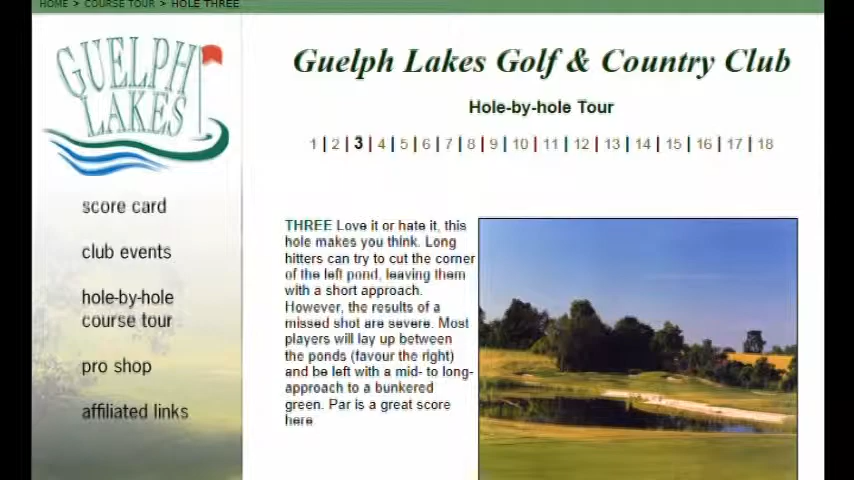 HOME > COURSE TOUR > HOLE THREE
GUELPH
LAKES
Guelph Lakes Golf & Country Club
Hole-by-hole Tour
1 | 2 | 3 | 4 | 5 | 6 | 7 | 8 | 9 | 10 | 11 | 12 | 13 | 14 | 15 | 16 | 17 | 18
score card
club events
hole-by-hole
course tour
pro shop
affiliated links
THREE Love it or hate it, this
hole makes you think. Long
hitters can try to cut the corner
of the left pond, leaving them
with a short approach.
However, the results of a
missed shot are severe. Most
players will lay up between
the ponds (favour the right)
and be left with a mid- to long-
approach to a bunkered
green. Par is a great score
here